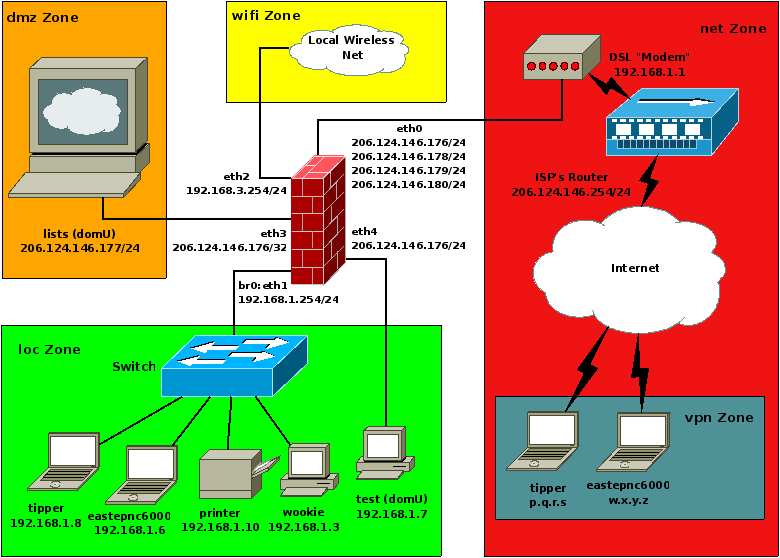 dmz Zone
lists (domU)
206.124.146.177/24
wifi Zone
Local Wireless
Net
net Zone
DSL "Modem"
192.168.1.1
eth0
206.124.146.176/24
206.124.146.178/24
206.124.146.179/24
206.124.146.180/24
ISP's Router
206.124.146.254/24
eth2
192.168.3.254/24
eth3
206.124.146.176/32
eth4
206.124.146.176/24
br0:eth1
192.168.1.254/24
Internet
loc Zone
Switch
tipper
192.168.1.8
eastepnc6000
192.168.1.6
printer
192.168.1.10
wookie
192.168.1.3
test (domU)
192.168.1.7
vpn Zone
tipper
p.q.r.s
eastepnc6000
w.x.y.z